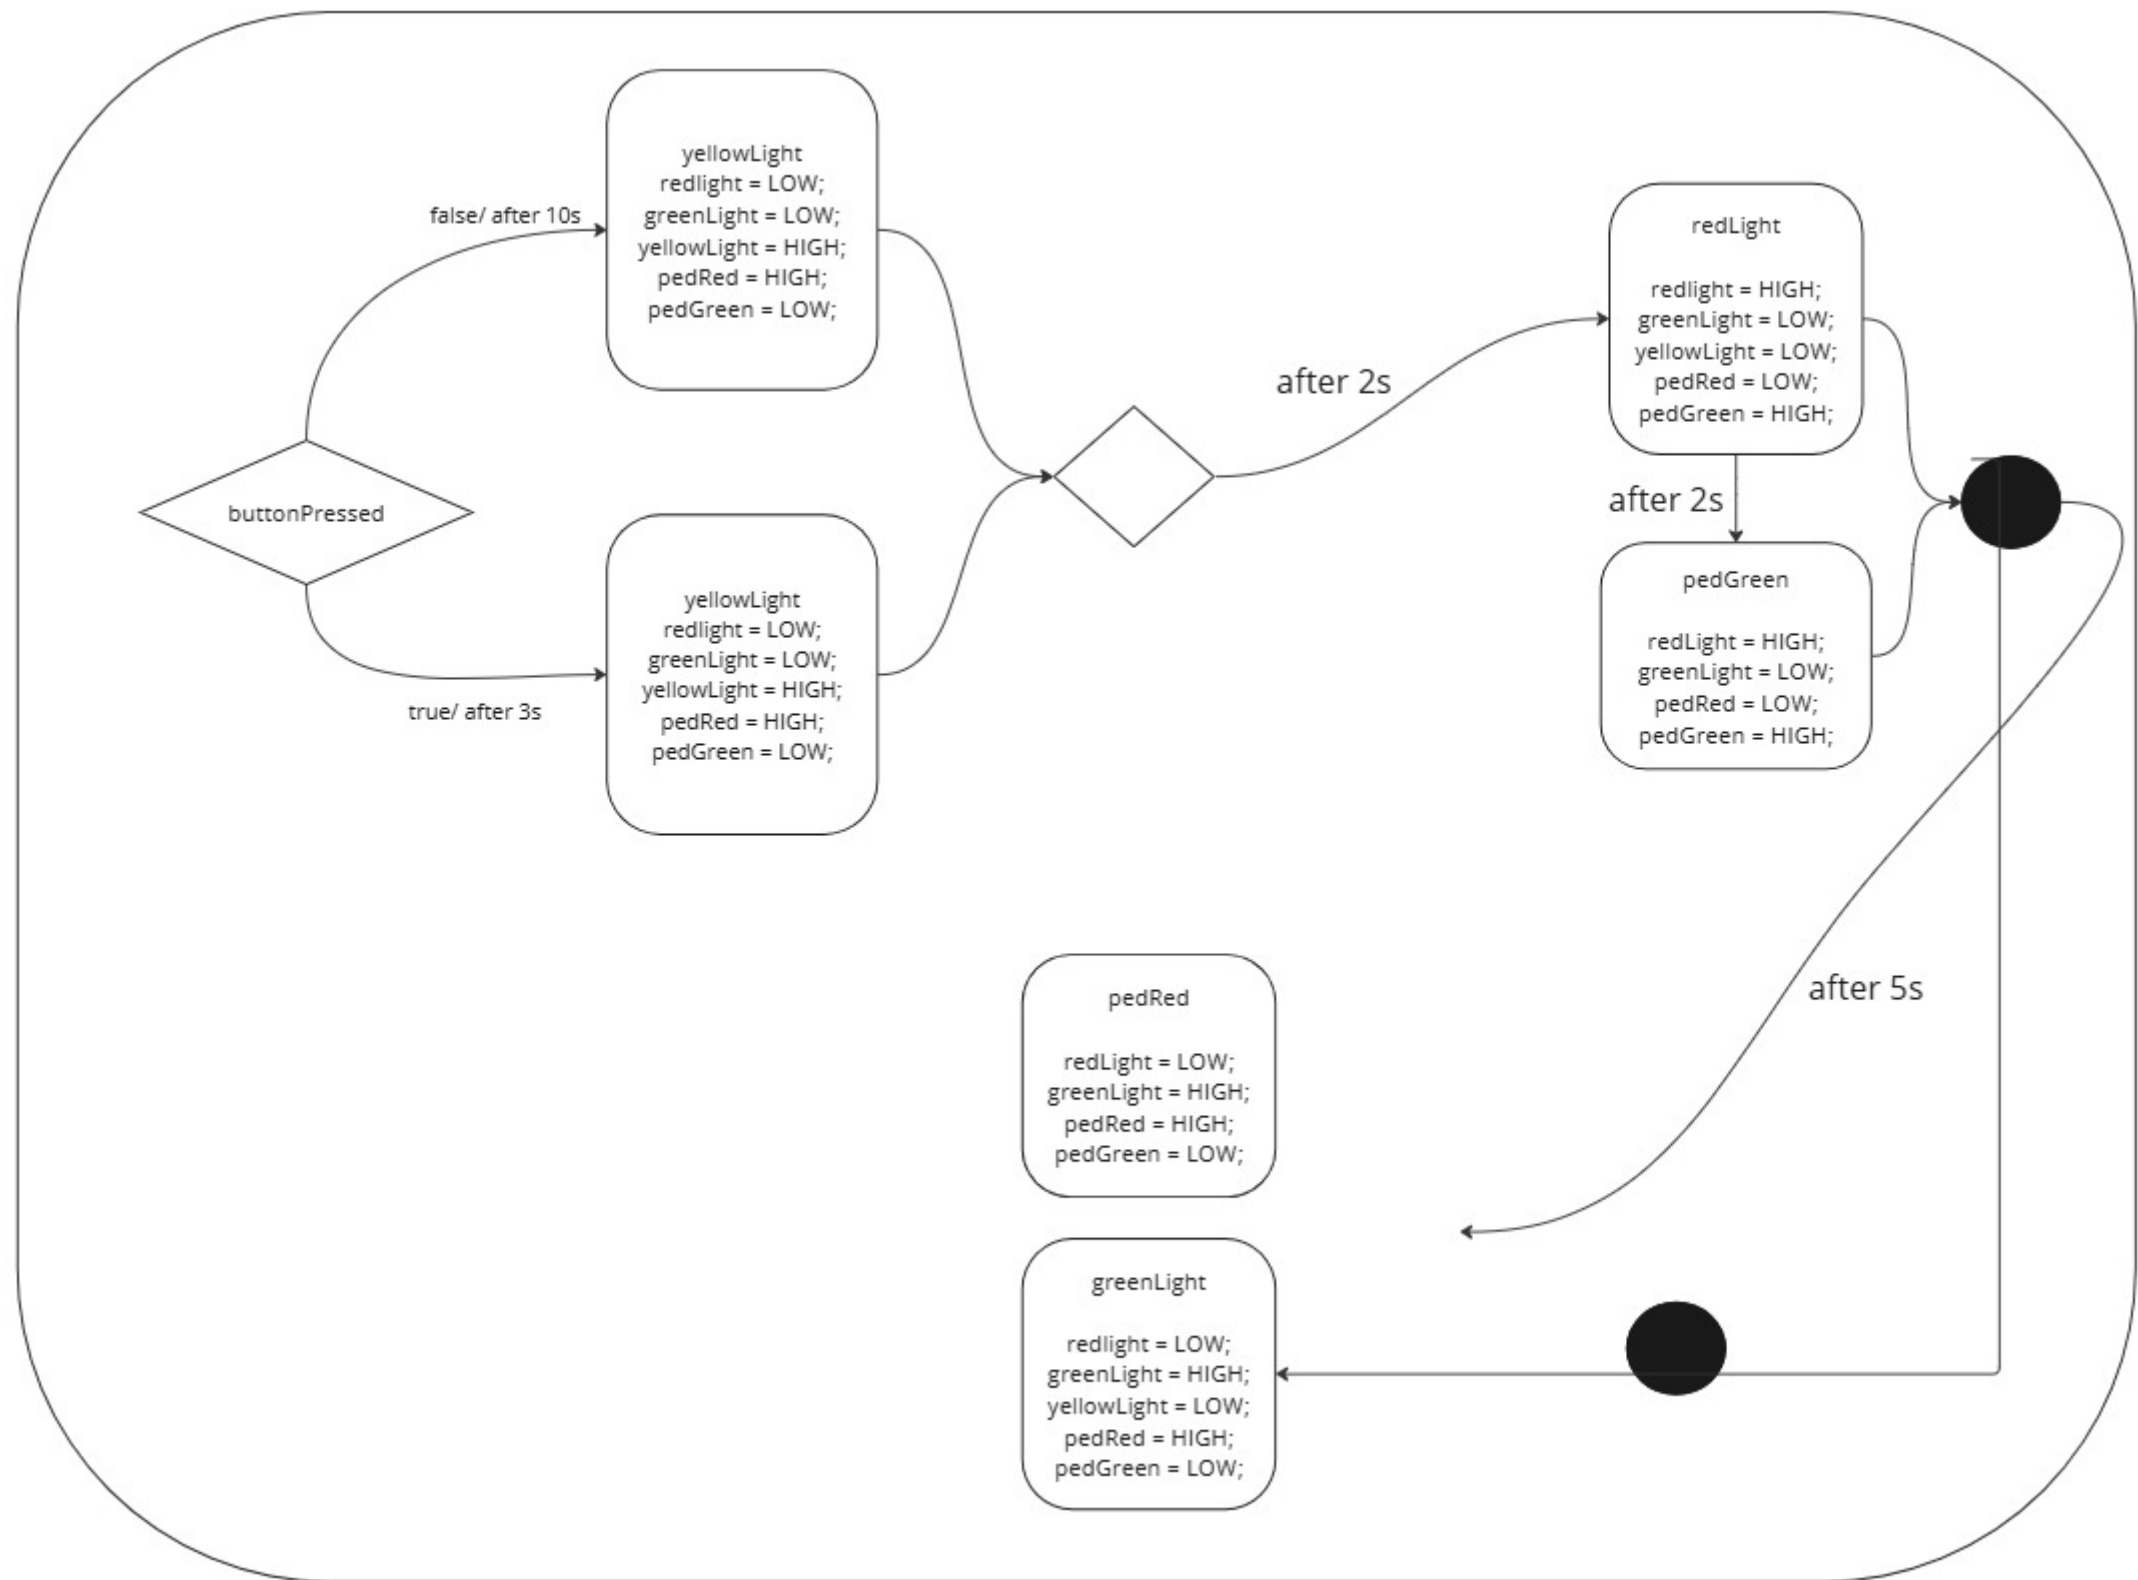 yellowLight
redlight = LOW;
greenLight = LOW;
yellowLight = HIGH;
pedRed = HIGH;
pedGreen = LOW;
false/ after 10s
buttonPressed
true/ after 3s
yellowLight
redlight = LOW;
greenLight = LOW;
yellowLight = HIGH;
pedRed = HIGH;
pedGreen = LOW;
after 2s
redLight
redlight = HIGH;
greenLight = LOW;
yellowLight = LOW;
pedRed = LOW;
pedGreen = HIGH;
after 2s
pedGreen
redLight = HIGH;
greenLight = LOW;
pedRed = LOW;
pedGreen = HIGH;
after 5s
pedRed
redLight = LOW;
greenLight = HIGH;
pedRed = HIGH;
pedGreen = LOW;
greenLight
redlight = LOW;
greenLight = HIGH;
yellowLight = LOW;
pedRed = HIGH;
pedGreen = LOW;